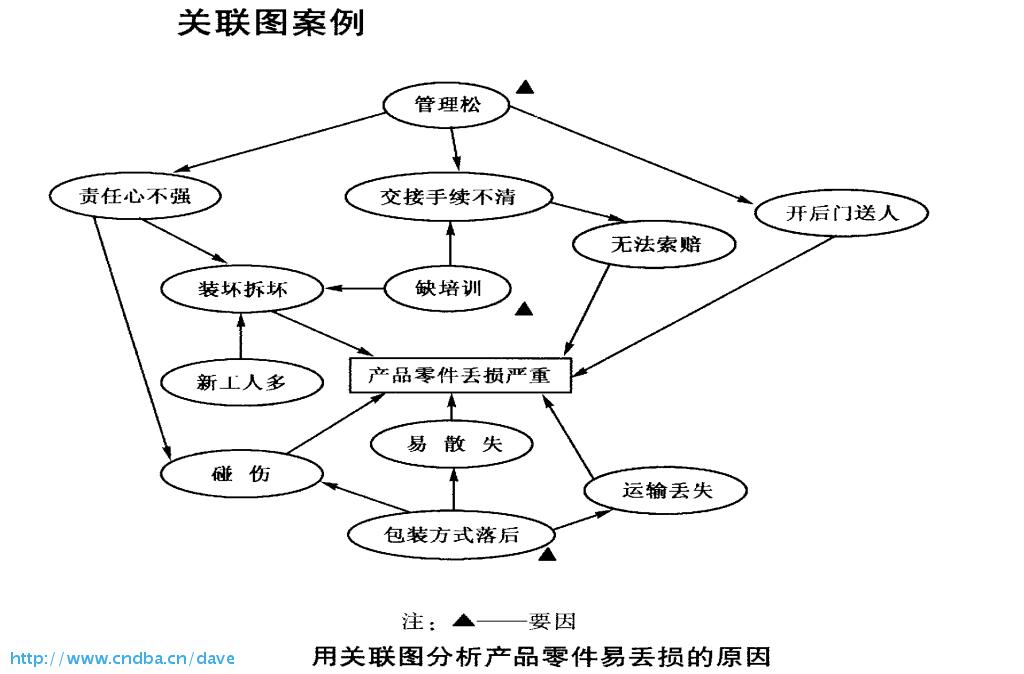 关联图案例
管理松
责任心不强
交接手续不清
开后门送人
无法索赔
装坏拆坏
缺培训
产品零件丢损严重
新工人多
易 散 失
碰 伤
运输丢失
包装方式落后
注：▲——要因
用关联图分析产品零件易丢损的原因
http://www.cndba.cn/dave